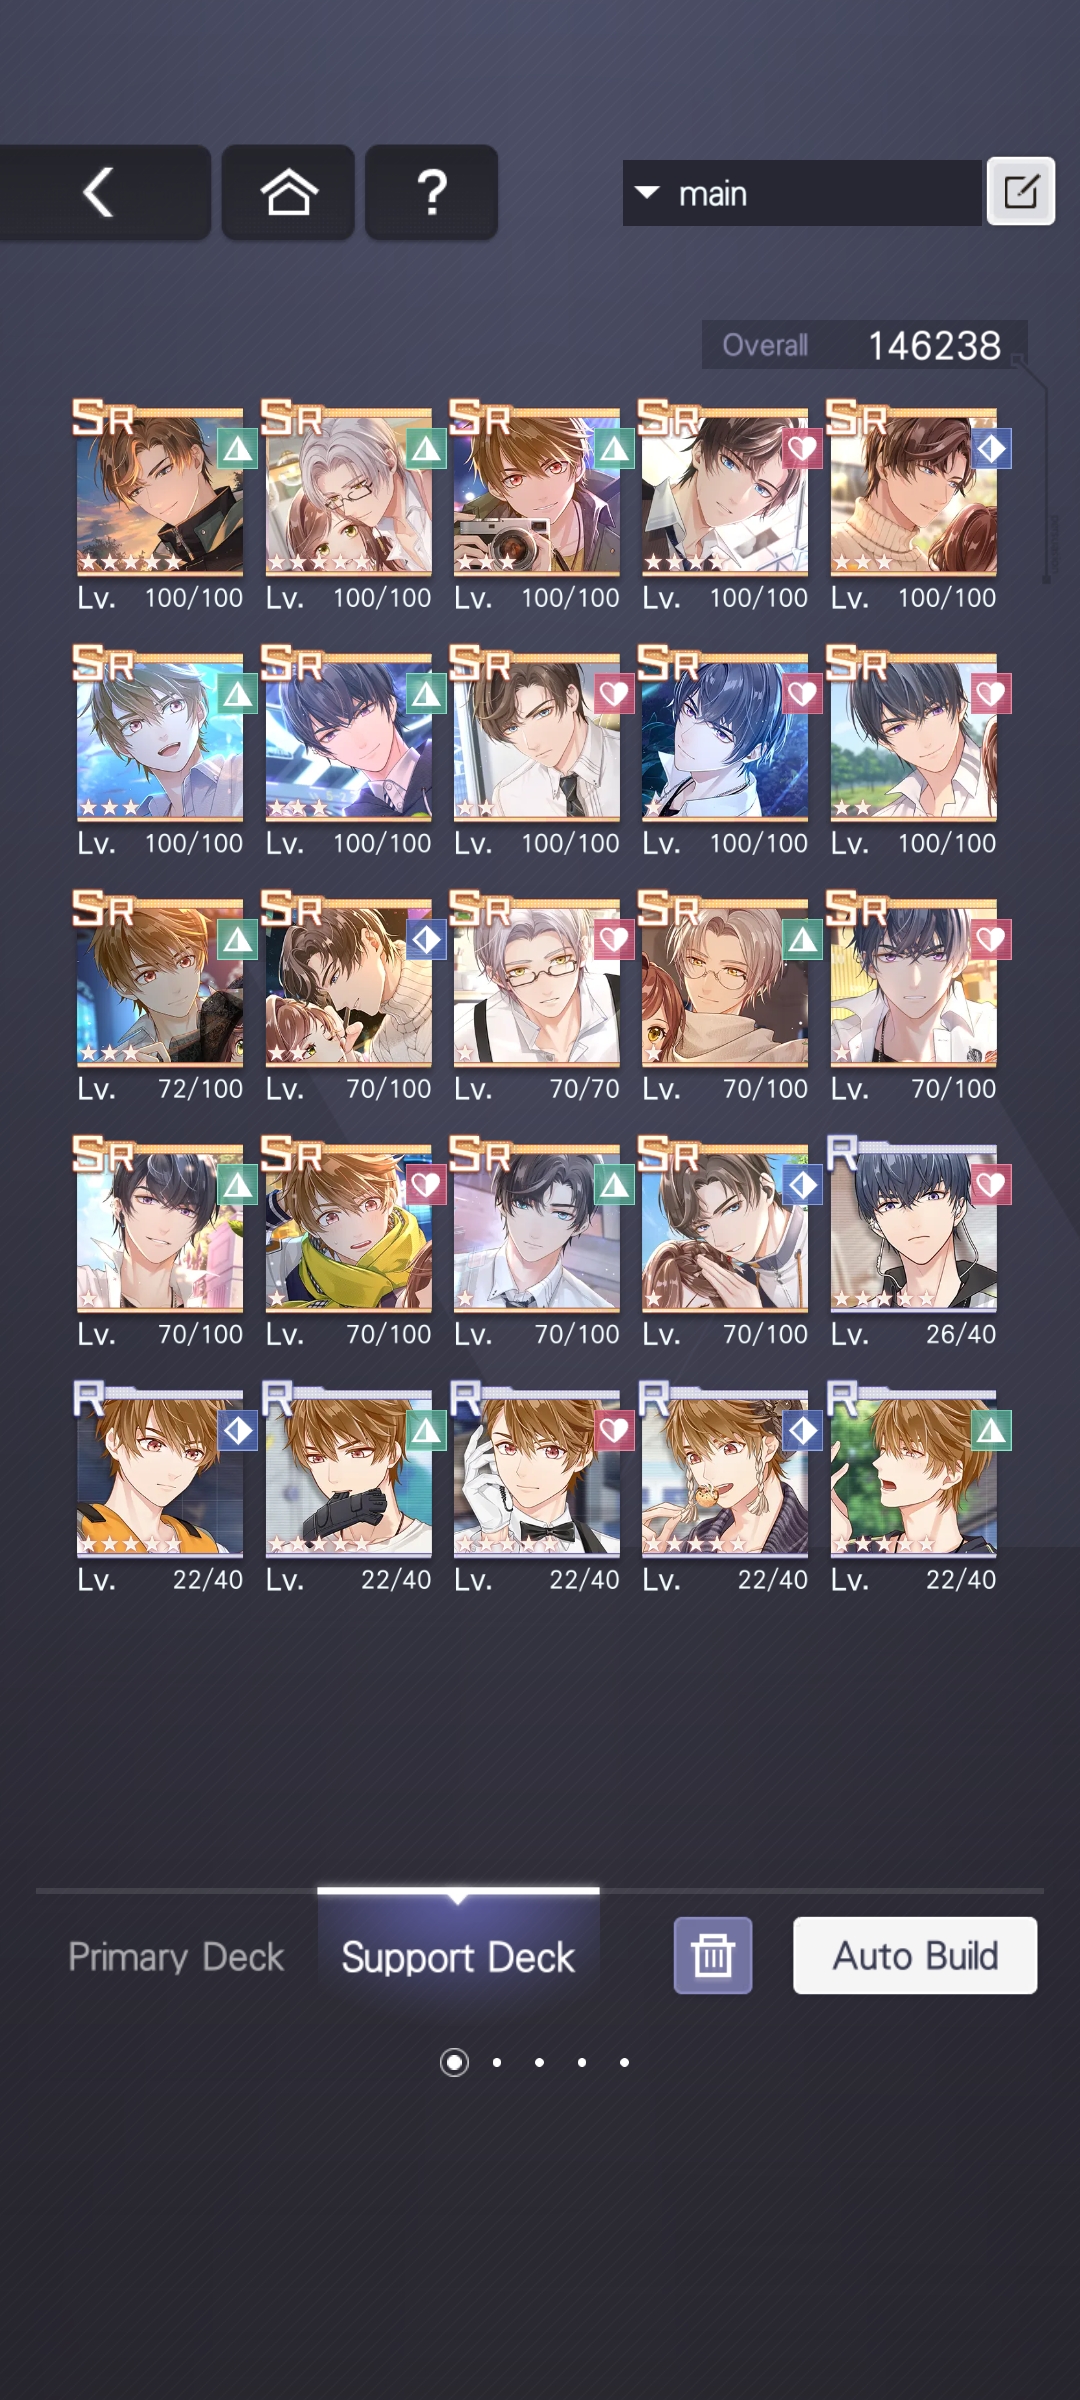 ? main
Overall 146238
SR SR SR SR SR
Lv. 100/100 Lv. 100/100 Lv. 100/100 Lv. 100/100 Lv. 100/100
SR SR SR SR SR
Lv. 100/100 Lv. 100/100 Lv. 100/100 Lv. 100/100 Lv. 100/100
SR SR SR SR SR
Lv. 72/100 Lv. 70/100 Lv. 70/70 Lv. 70/100 Lv. 70/100
SR SR SR SR R
Lv. 70/100 Lv. 70/100 Lv. 70/100 Lv. 70/100 Lv. 26/40
R R R R R
Lv. 22/40 Lv. 22/40 Lv. 22/40 Lv. 22/40 Lv. 22/40
Primary Deck Support Deck Auto Build